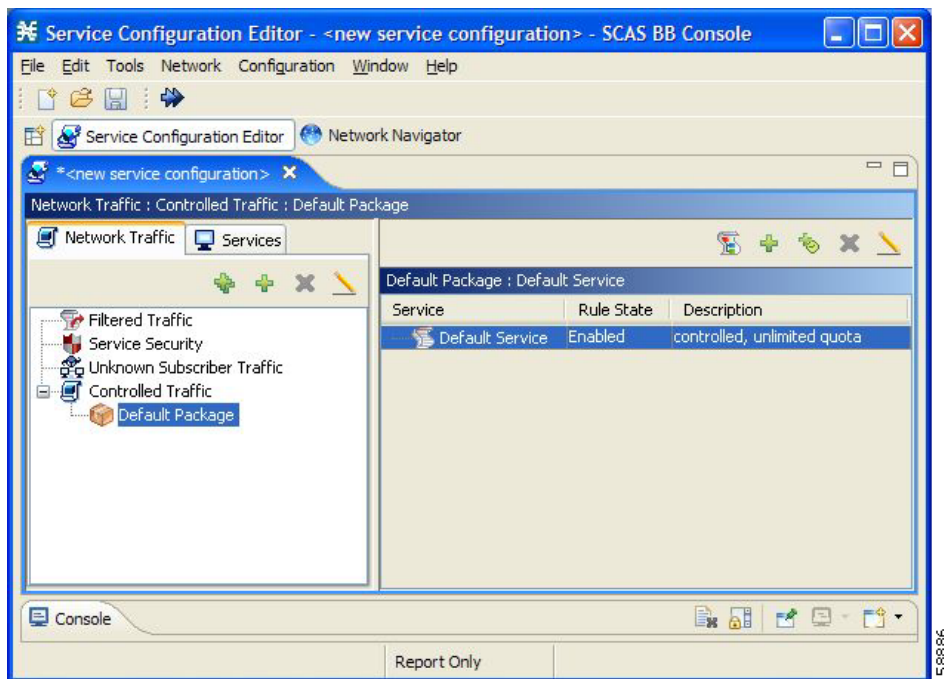 Service Configuration Editor - <new service configuration> - SCAS BB Console
File Edit Tools Network Configuration Window Help
Service Configuration Editor Network Navigator
*<new service configuration>
Network Traffic : Controlled Traffic : Default Package
Network Traffic Services
Filtered Traffic
Service Security
Unknown Subscriber Traffic
Controlled Traffic
Default Package
Default Package : Default Service
Service Rule State Description
Default Service Enabled controlled, unlimited quota
Console
Report Only
58886